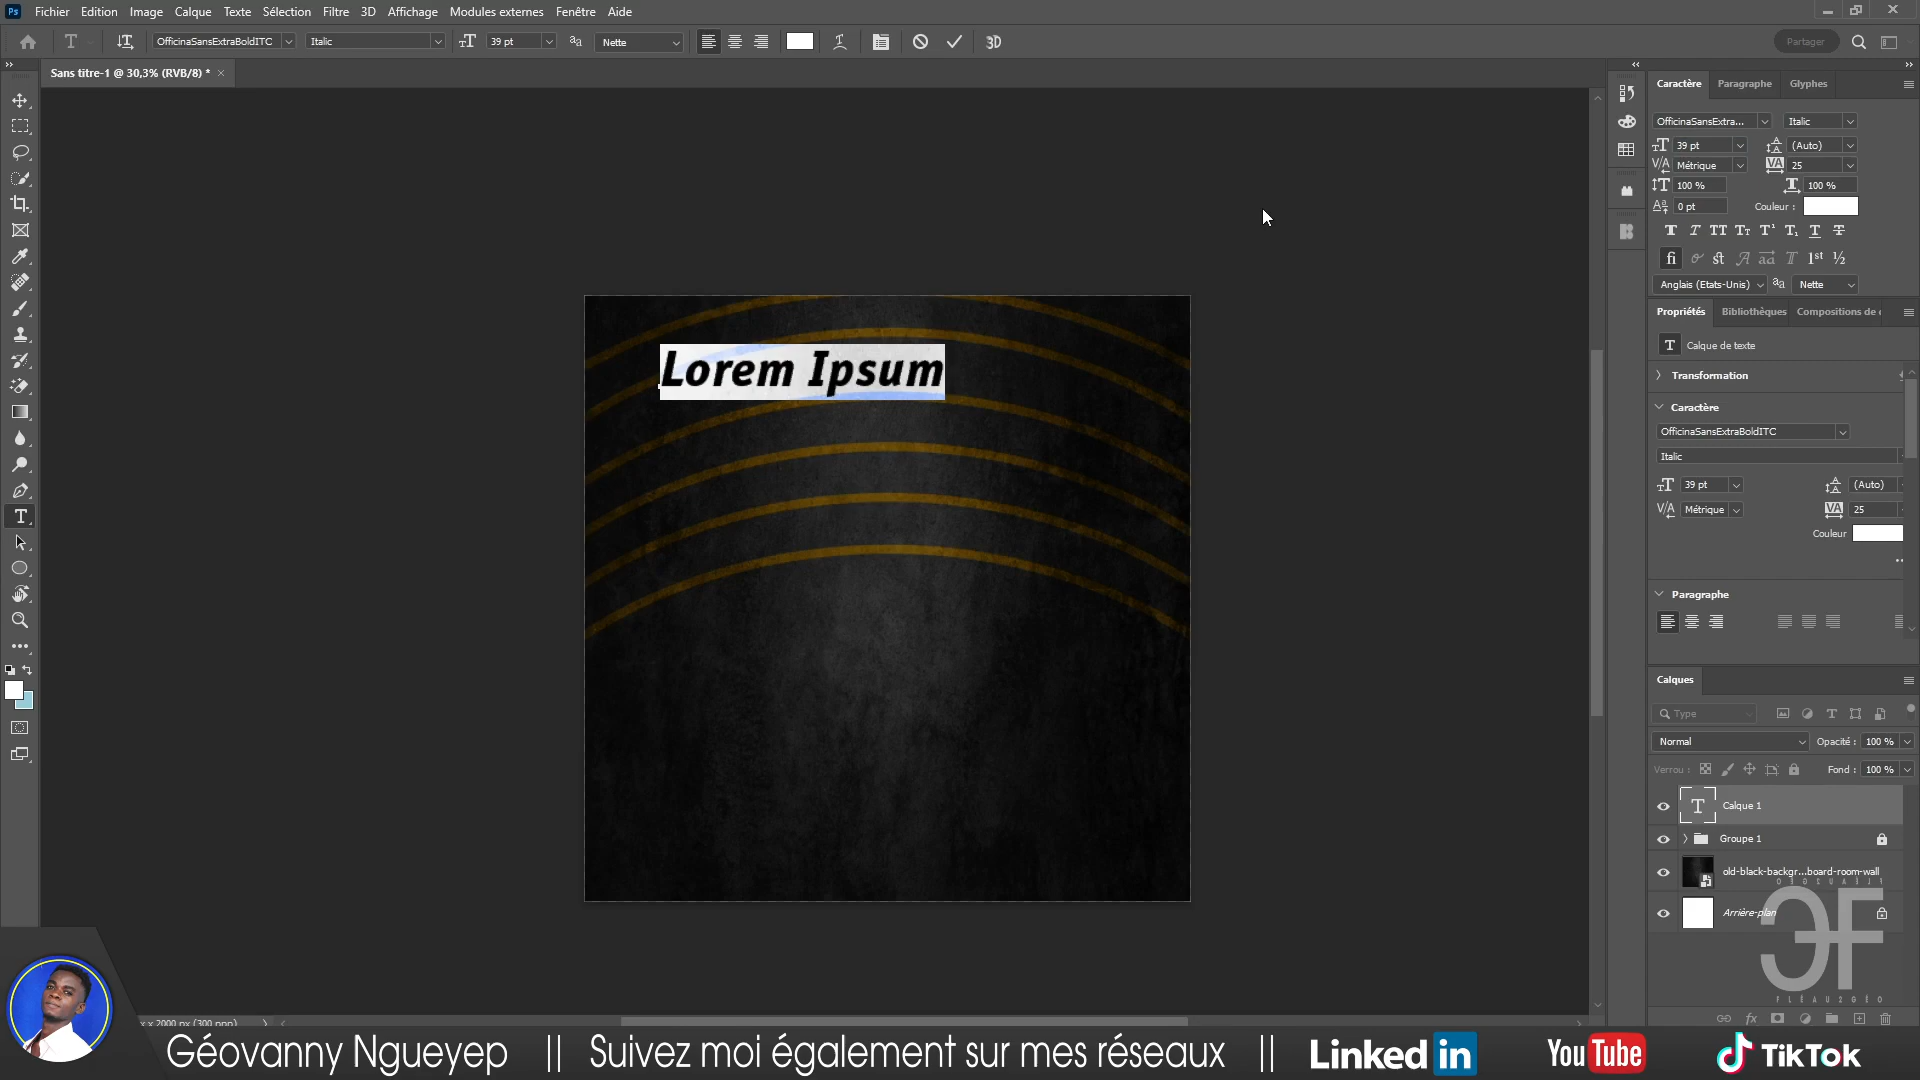 Ps Fichier Edition Image Calque Texte Sélection Filtre 3D Affichage Modules externes Fenêtre Aide
OfficinaSansExtraBoldITC Italic 39 pt Nette 3D Partager
Sans titre-1 @ 30,3% (RVB/8) * ×
Caractère Paragraphe Glyphes
OfficinaSansExtra... Italic
39 pt (Auto)
Métrique 25
100 % 100 %
0 pt Couleur :
Anglais (Etats-Unis) Nette
Propriétés Bibliothèques Compositions de c
Calque de texte
Transformation
Caractère
OfficinaSansExtraBoldITC
Italic
39 pt (Auto)
Métrique 25
Couleur
Paragraphe
Lorem Ipsum
Calques
Type
Normal Opacité : 100 %
Verrou : Fond : 100 %
Calque 1
Groupe 1
old-black-backgr...board-room-wall
Arrière-plan
FLÉAU2GÉO
x 2000 px (300 ppp)
Géovanny Ngueyep || Suivez moi également sur mes réseaux || Linked in YouTube TikTok